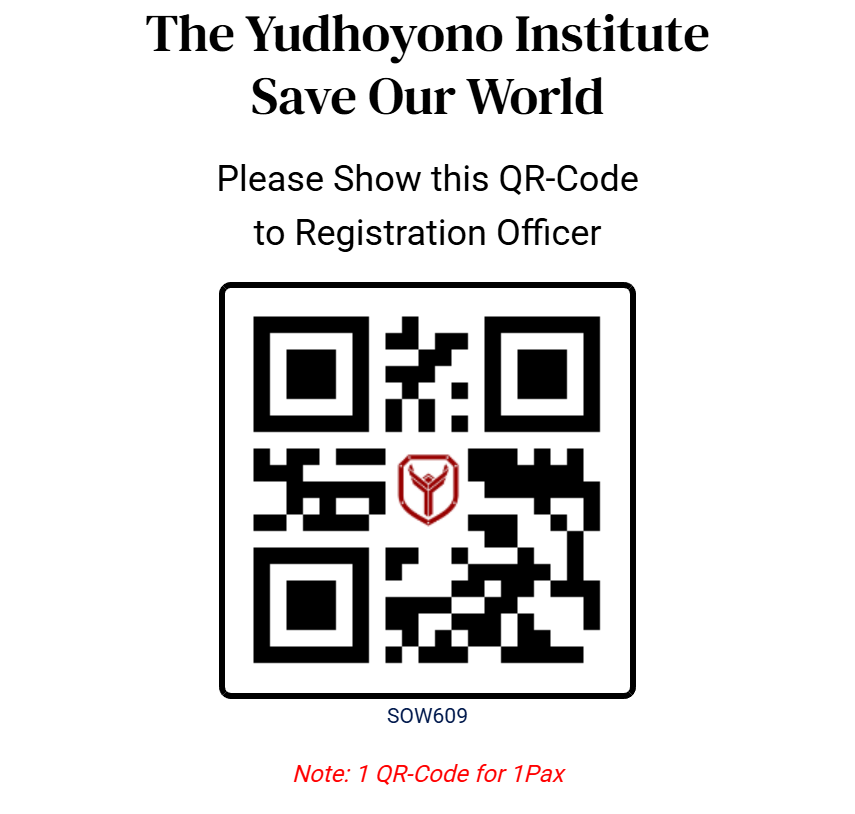 The Yudhoyono Institute
Save Our World
Please Show this QR-Code
to Registration Officer
SOW609
Note: 1 QR-Code for 1Pax